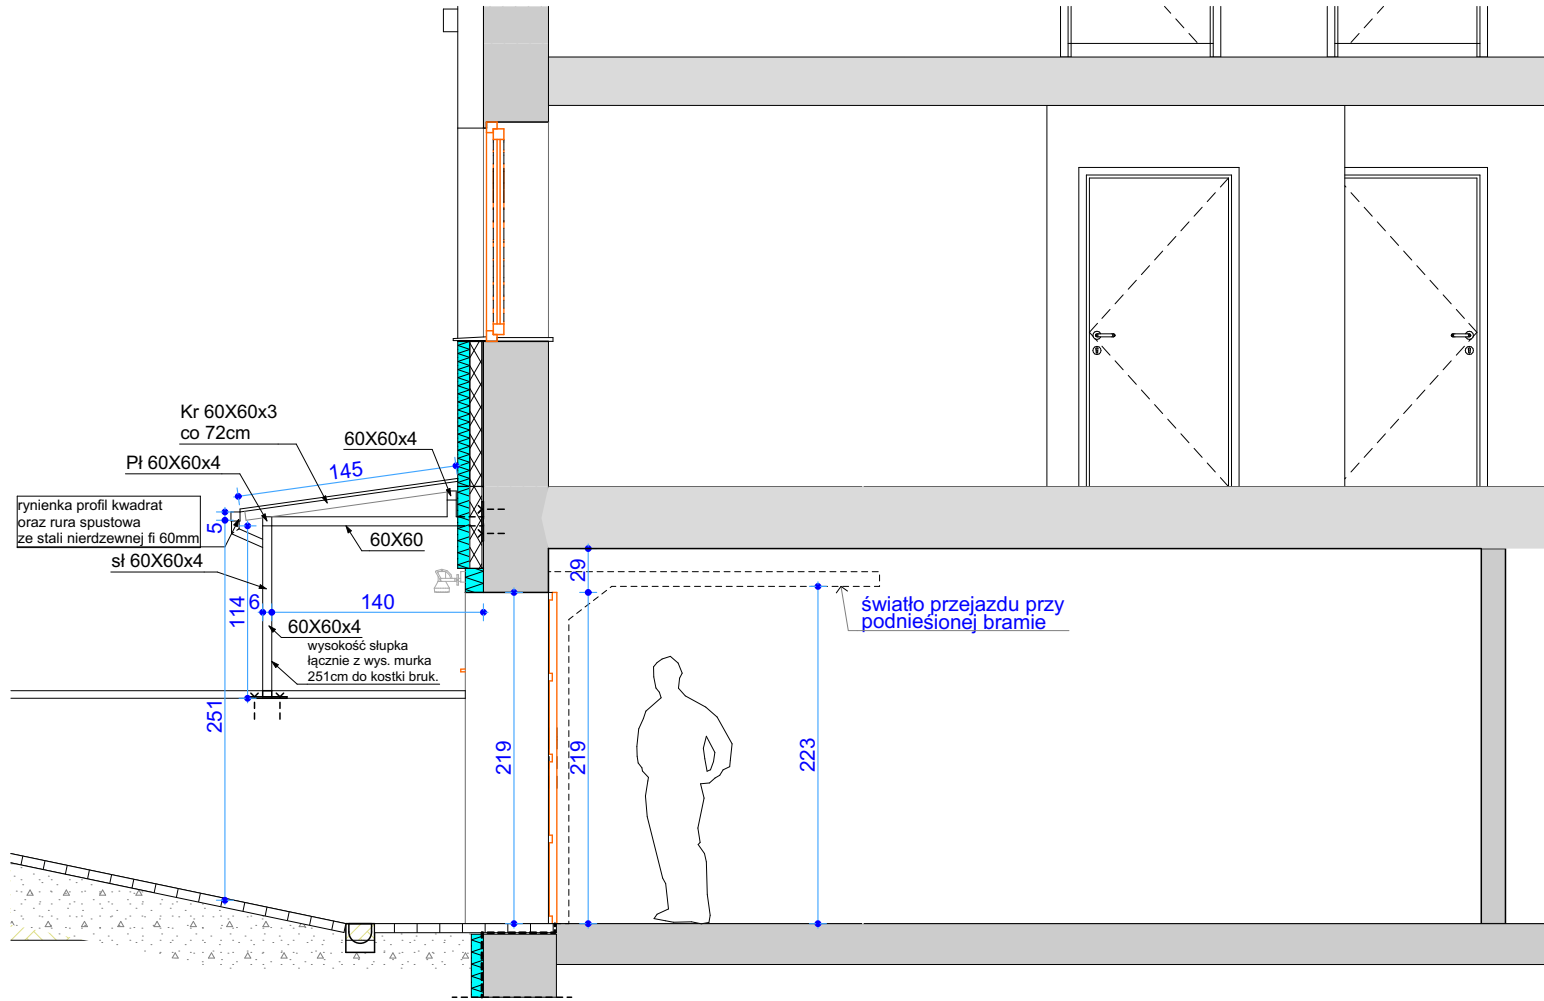 Kr 60X60x3
co 72cm
60X60x4
145
Pł 60X60x4
rynienka profil kwadrat
oraz rura spustowa
ze stali nierdzewnej fi 60mm
5
60X60
sł 60X60x4
29
114
6
140
światło przejazdu przy
podnieśionej bramie
60X60x4
wysokość słupka
łącznie z wys. murka
251cm do kostki bruk.
251
219
219
223